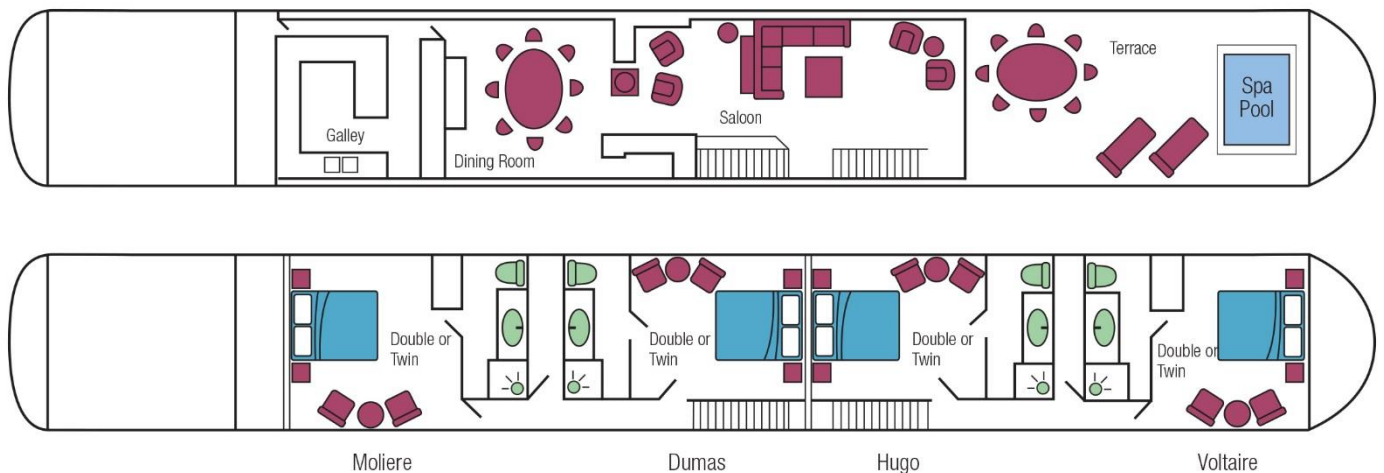 Terrace
Spa
Pool
Saloon
Galley
Dining Room
Double or
Twin
Double or
Twin
Double or
Twin
Double or
Twin
Moliere
Dumas
Hugo
Voltaire